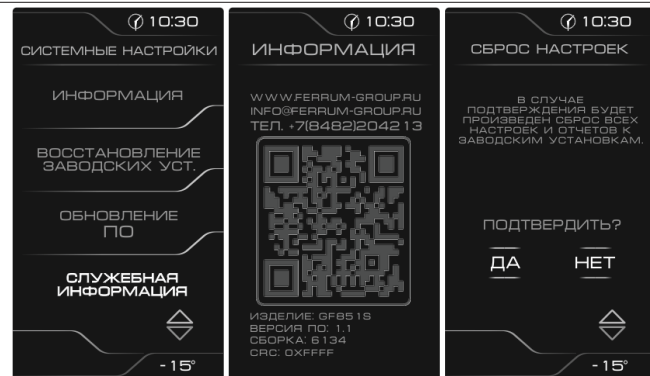 10:30
СИСТЕМНЫЕ НАСТРОЙКИ
ИНФОРМАЦИЯ
ВОССТАНОВЛЕНИЕ
ЗАВОДСКИХ УСТ.
ОБНОВЛЕНИЕ
ПО
СЛУЖЕБНАЯ
ИНФОРМАЦИЯ
-15°
10:30
ИНФОРМАЦИЯ
WWW.FERRUM-GROUP.RU
INFO@FERRUM-GROUP.RU
ТЕЛ. +7(8482)204213
ИЗДЕЛИЕ: GF851S
ВЕРСИЯ ПО: 1.1
СБОРКА: 6134
CRC: 0XFFFF
10:30
СБРОС НАСТРОЕК
В СЛУЧАЕ
ПОДТВЕРЖДЕНИЯ БУДЕТ
ПРОИЗВЕДЕН СБРОС ВСЕХ
НАСТРОЕК И ОТЧЕТОВ К
ЗАВОДСКИМ УСТАНОВКАМ.
ПОДТВЕРДИТЬ?
ДА НЕТ
-15°